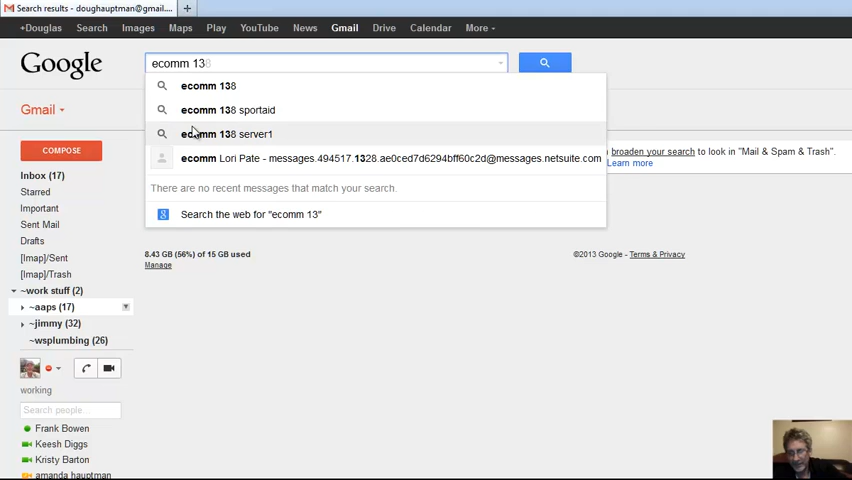 Search results - doughauptman@gmail....
+Douglas Search Images Maps Play YouTube News Gmail Drive Calendar More
Google
ecomm 138
ecomm 138
ecomm 138 sportaid
ecomm 138 server1
ecomm Lori Pate - messages.494517.1328.ae0ced7d6294bff60c2d@messages.netsuite.com
There are no recent messages that match your search.
Search the web for "ecomm 13"
broaden your search to look in "Mail & Spam & Trash".
Learn more
Gmail
COMPOSE
Inbox (17)
Starred
Important
Sent Mail
Drafts
[Imap]/Sent
[Imap]/Trash
~work stuff (2)
~aaps (17)
~jimmy (32)
~wsplumbing (26)
working
Search people...
Frank Bowen
Keesh Diggs
Kristy Barton
amanda hauptman
8.43 GB (56%) of 15 GB used
Manage
©2013 Google - Terms & Privacy